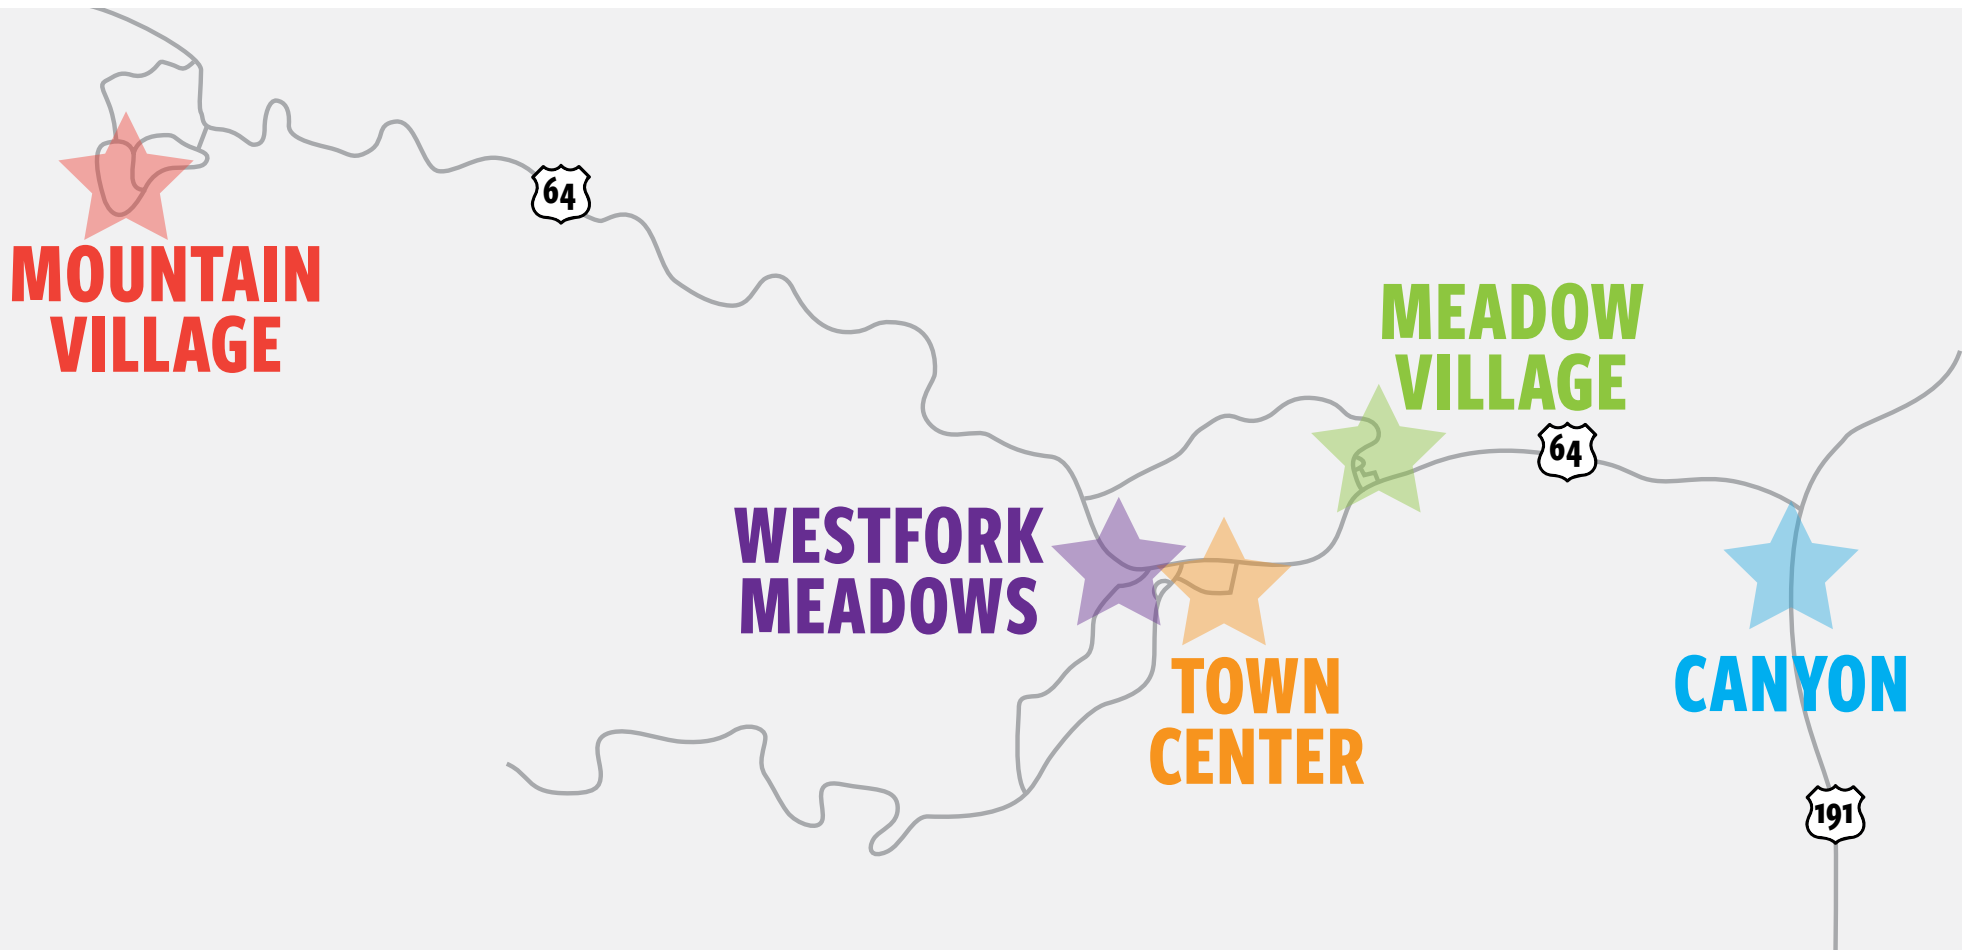 MOUNTAIN
VILLAGE
64
MEADOW
VILLAGE
64
WESTFORK
MEADOWS
TOWN
CENTER
CANYON
191